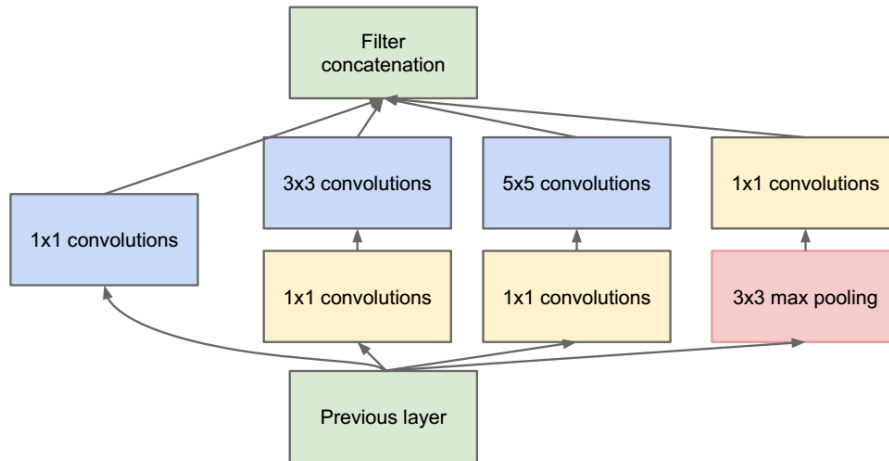 Filter
concatenation
3x3 convolutions
5x5 convolutions
1x1 convolutions
1x1 convolutions
1x1 convolutions
1x1 convolutions
3x3 max pooling
Previous layer